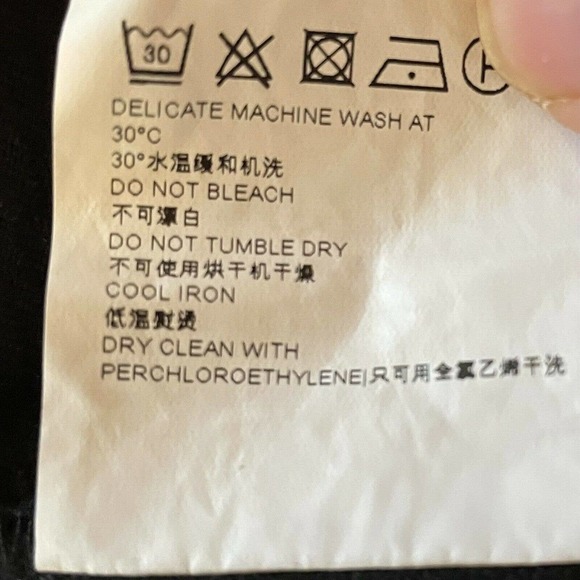 30
P
DELICATE MACHINE WASH AT
30°C
30°水温缓和机洗
DO NOT BLEACH
不可漂白
DO NOT TUMBLE DRY
不可使用烘干机干燥
COOL IRON
低温熨烫
DRY CLEAN WITH
PERCHLOROETHYLENE|只可用全氯乙烯干洗